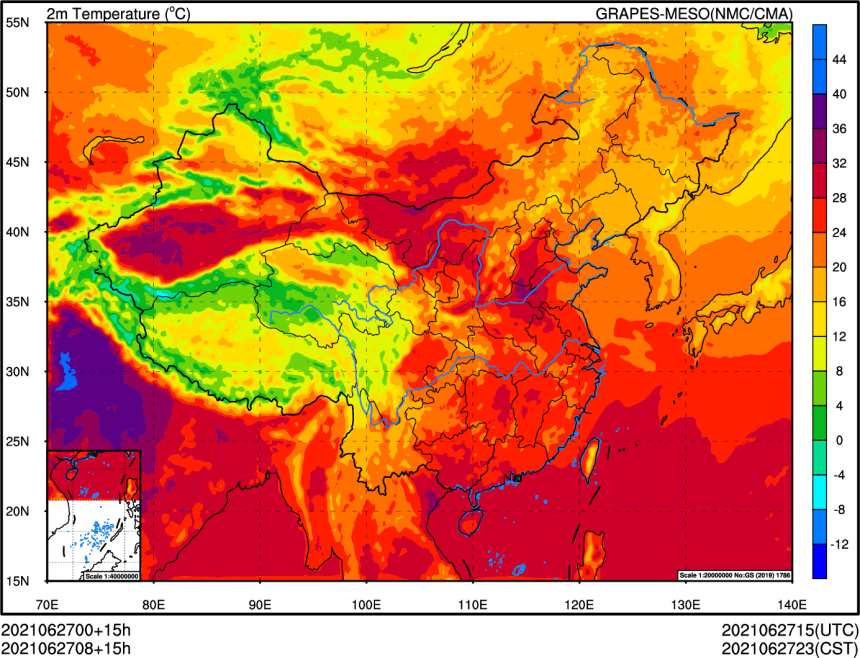 2m Temperature (°C) GRAPES-MESO(NMC/CMA)
55N
50N
45N
40N
35N
30N
25N
20N
15N
70E 80E 90E 100E 110E 120E 130E 140E
44
40
36
32
28
24
20
16
12
8
4
0
-4
-8
-12
Scale 1:40000000
Scale 1:20000000 No:GS (2019) 1786
2021062700+15h 2021062715(UTC)
2021062708+15h 2021062723(CST)